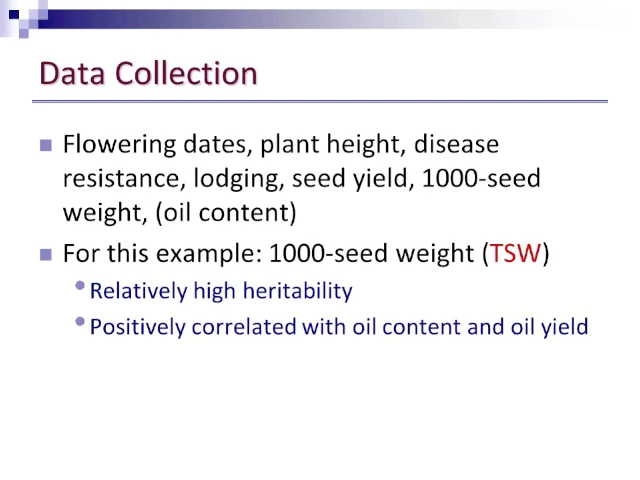 Data Collection
Flowering dates, plant height, disease
resistance, lodging, seed yield, 1000-seed
weight, (oil content)
For this example: 1000-seed weight (TSW)
Relatively high heritability
Positively correlated with oil content and oil yield